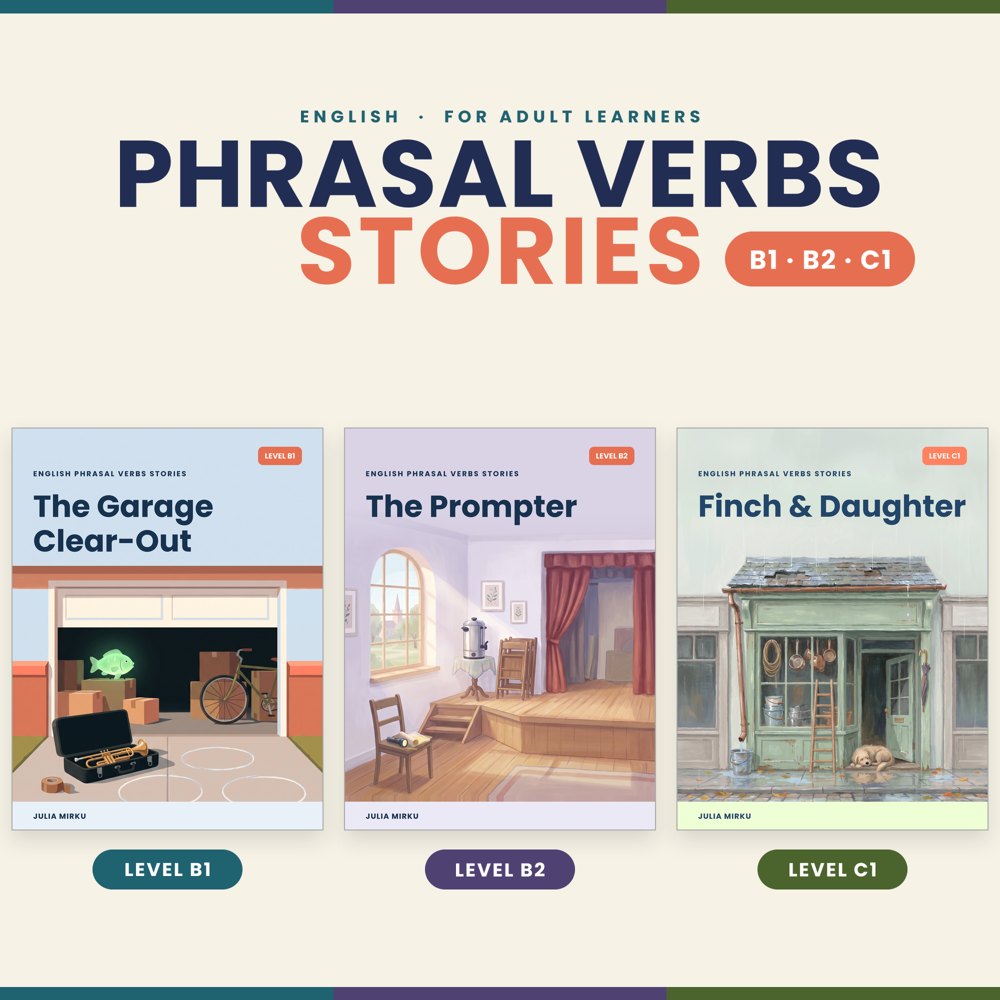 ENGLISH · FOR ADULT LEARNERS
PHRASAL VERBS
STORIES
B1 · B2 · C1
LEVEL B1
ENGLISH PHRASAL VERBS STORIES
The Garage
Clear-Out
JULIA MIRKU
LEVEL B1
LEVEL B2
ENGLISH PHRASAL VERBS STORIES
The Prompter
JULIA MIRKU
LEVEL B2
LEVEL C1
ENGLISH PHRASAL VERBS STORIES
Finch & Daughter
JULIA MIRKU
LEVEL C1